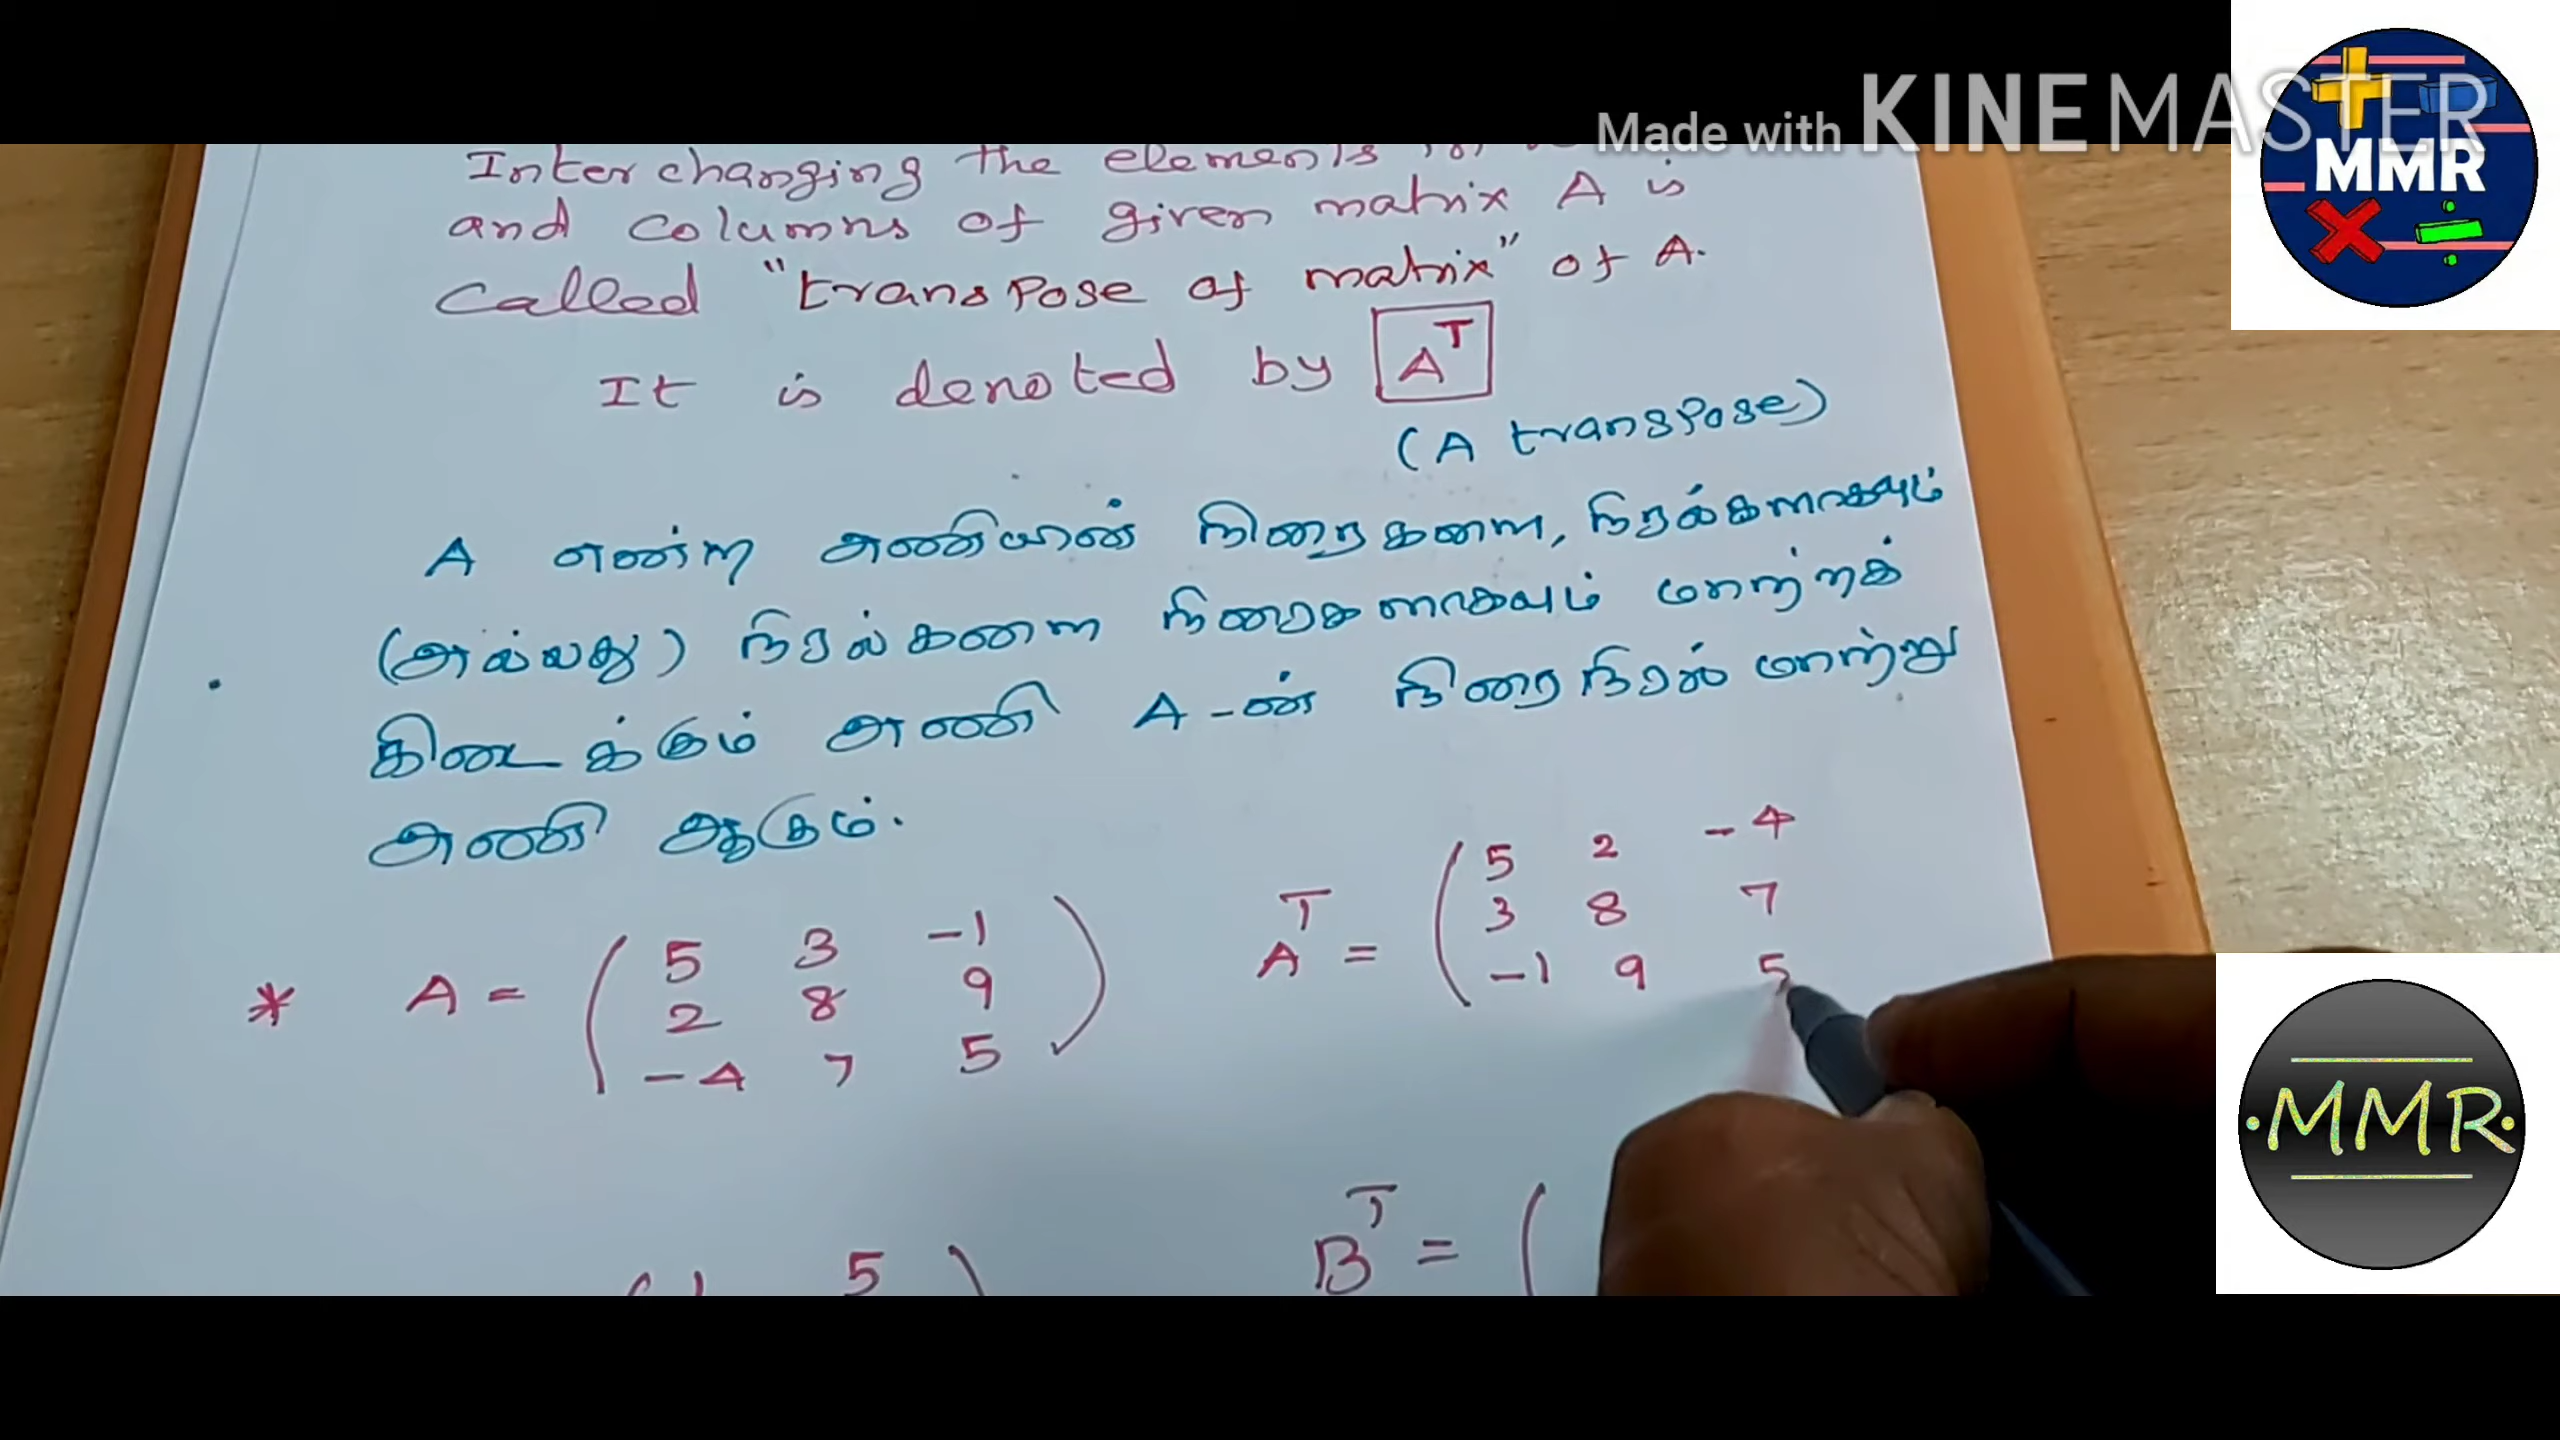 Made with KINEMASTER
MMR
Interchanging the elements
and columns of given matrix A is
called "transpose of matrix" of A.
It is denoted by A^T
(A transpose)
A என்ற அணியின் நிறைகளை, நிரல்களாகவும்
(அல்லது) நிரல்களை நிறைகளாகவும் மாற்றக்
கிடைக்கும் அணி A-ன் நிறைநிரல் மாற்று
அணி ஆகும்.
* A = ( 5 3 -1
2 8 9
-4 7 5 )
A^T = ( 5 2 -4
3 8 7
-1 9 5
MMR
( 1 5 )
B^T = (